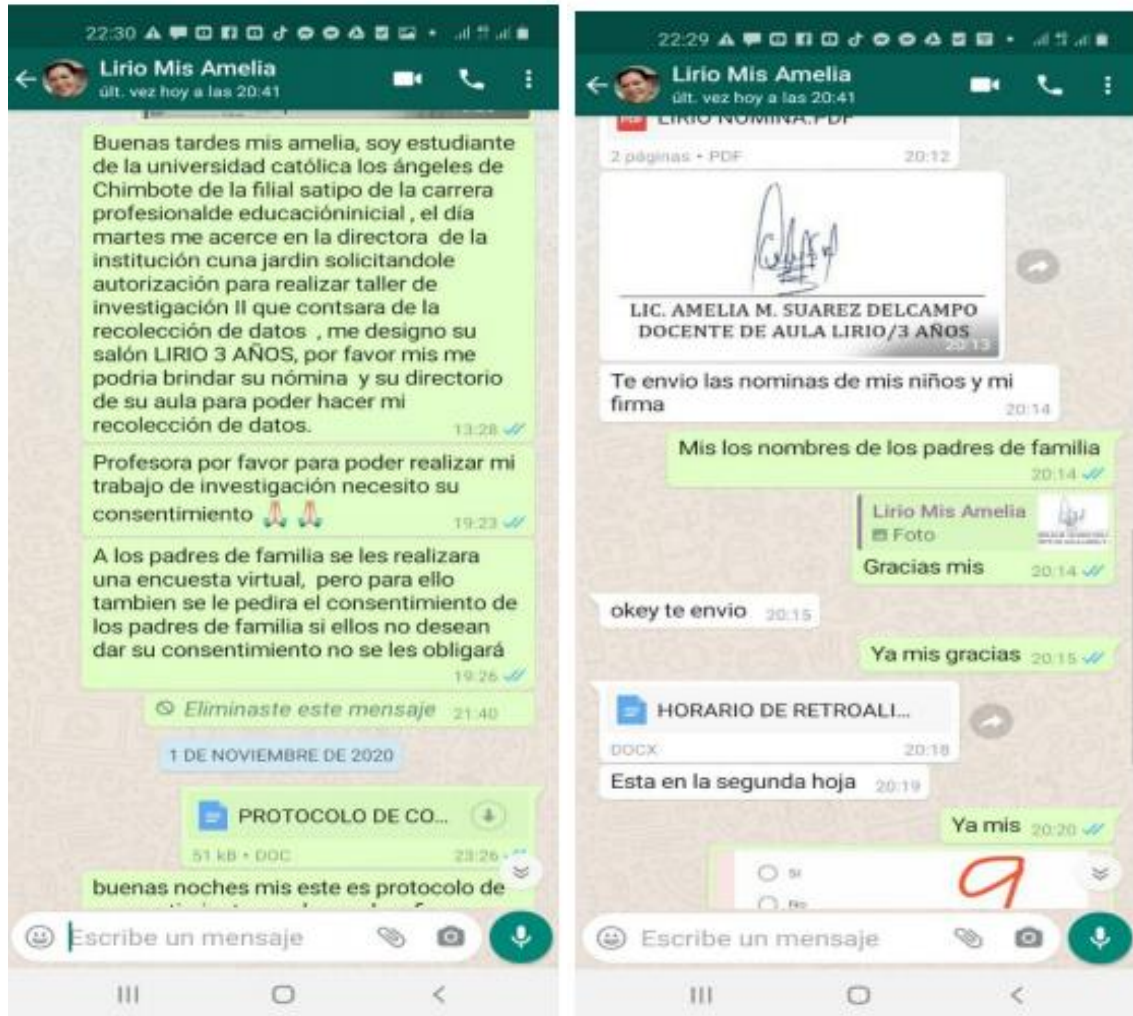 22:30
Lirio Mis Amelia
últ. vez hoy a las 20:41
Buenas tardes mis amelia, soy estudiante
de la universidad católica los ángeles de
Chimbote de la filial satipo de la carrera
profesionalde educacióninicial , el día
martes me acerce en la directora de la
institución cuna jardin solicitandole
autorización para realizar taller de
investigación II que contsara de la
recolección de datos , me designo su
salón LIRIO 3 AÑOS, por favor mis me
podria brindar su nómina y su directorio
de su aula para poder hacer mi
recolección de datos.
13:28
Profesora por favor para poder realizar mi
trabajo de investigación necesito su
consentimiento 🙏🙏
19:23
A los padres de familia se les realizara
una encuesta virtual, pero para ello
tambien se le pedira el consentimiento de
los padres de familia si ellos no desean
dar su consentimiento no se les obligará
19:26
Eliminaste este mensaje 21:40
1 DE NOVIEMBRE DE 2020
PROTOCOLO DE CO...
51 kB • DOC 23:26
buenas noches mis este es protocolo de
Escribe un mensaje
22:29
Lirio Mis Amelia
últ. vez hoy a las 20:41
LIRIO NOMINA.PDF
2 páginas • PDF 20:12
LIC. AMELIA M. SUAREZ DELCAMPO
DOCENTE DE AULA LIRIO/3 AÑOS
20:13
Te envio las nominas de mis niños y mi
firma
20:14
Mis los nombres de los padres de familia
20:14
Lirio Mis Amelia
Foto
Gracias mis 20:14
okey te envio 20:15
Ya mis gracias 20:15
HORARIO DE RETROALI...
DOCX 20:18
Esta en la segunda hoja 20:19
Ya mis 20:20
Si
No
9
Escribe un mensaje